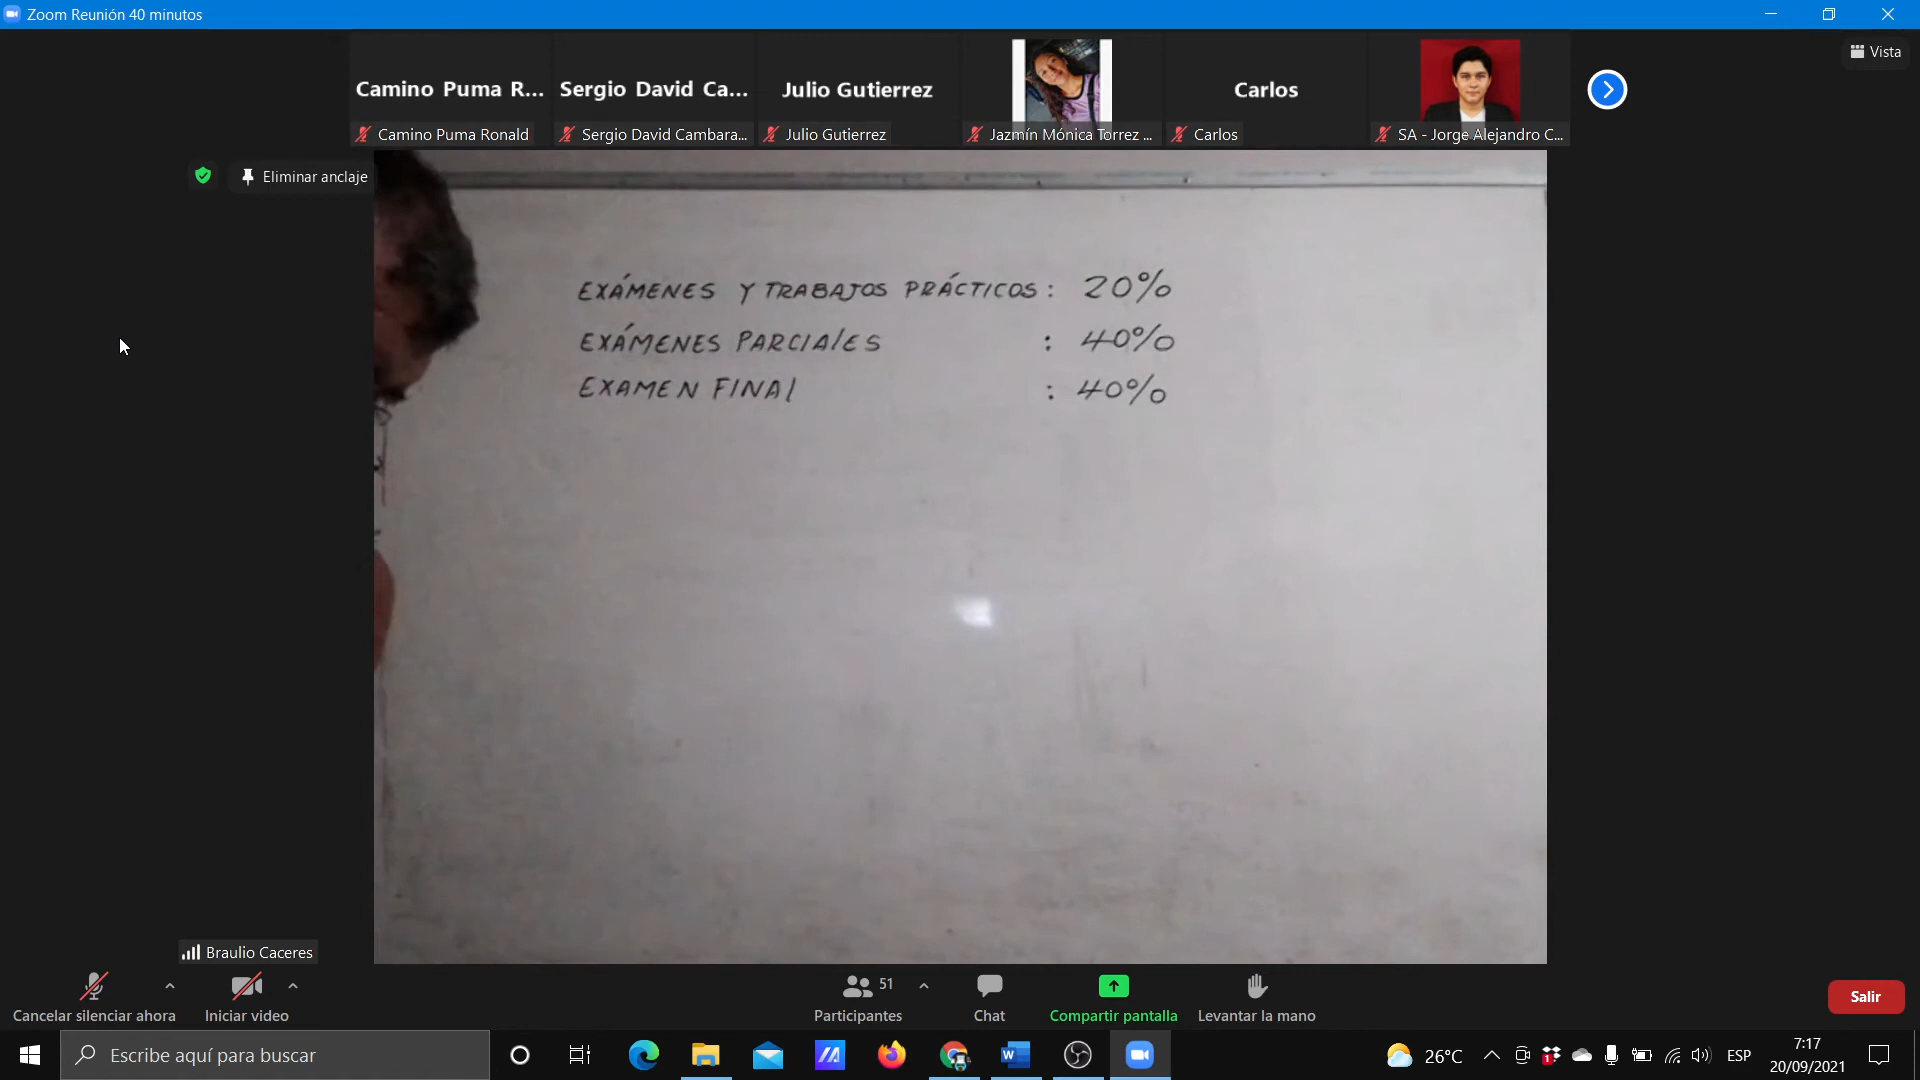 Zoom Reunión 40 minutos
Vista
Camino Puma R...
Sergio David Ca...
Julio Gutierrez
Carlos
Camino Puma Ronald
Sergio David Cambara...
Julio Gutierrez
Jazmín Mónica Torrez ...
Carlos
SA - Jorge Alejandro C...
Eliminar anclaje
EXÁMENES Y TRABAJOS PRÁCTICOS: 20%
EXÁMENES PARCIALES : 40%
EXAMEN FINAL : 40%
Braulio Caceres
51
Cancelar silenciar ahora
Iniciar video
Participantes
Chat
Compartir pantalla
Levantar la mano
Salir
Escribe aquí para buscar
26°C
ESP
7:17
20/09/2021